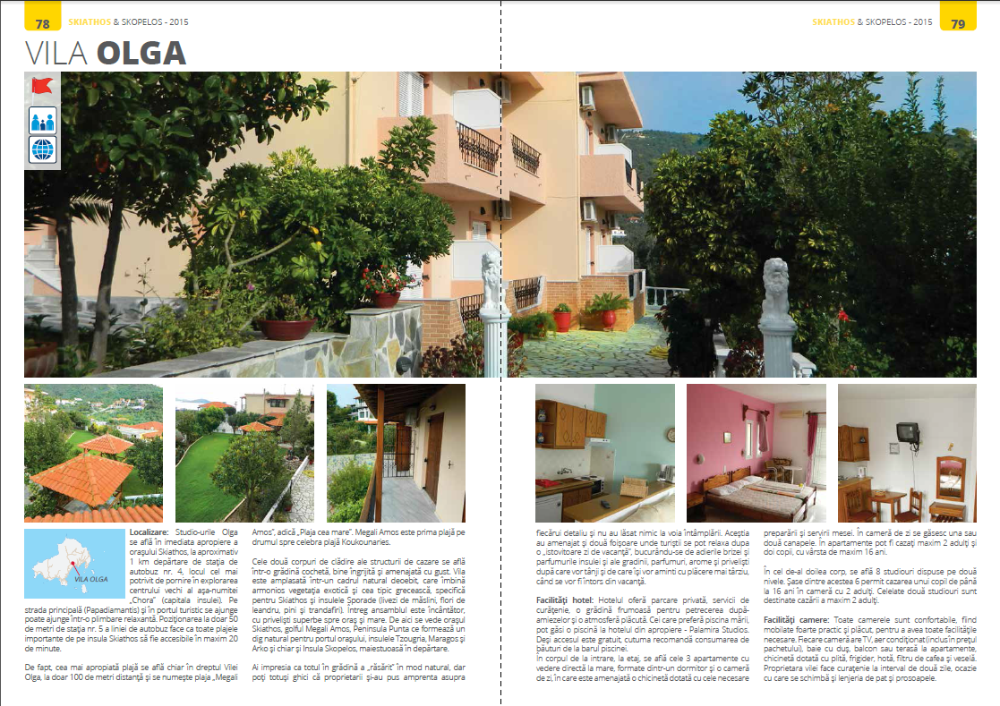 78
SKIATHOS & SKOPELOS - 2015
SKIATHOS & SKOPELOS - 2015
79
VILA OLGA
VILA OLGA
Localizare: Studio-urile Olga
se află în imediata apropiere a
orașului Skiathos, la aproximativ
1 km depărtare de stația de
autobuz nr. 4, locul cel mai
potrivit de pornire în explorarea
centrului vechi al așa-numitei
„Chora” (capitala insulei). Pe
strada principală (Papadiamantis) și în portul turistic se ajunge
poate ajunge într-o plimbare relaxantă. Poziționarea la doar 50
de metri de stația nr. 5 a liniei de autobuz face ca toate plajele
importante de pe insula Skiathos să fie accesibile în maxim 20
de minute.
De fapt, cea mai apropiată plajă se află chiar în dreptul Vilei
Olga, la doar 100 de metri distanță și se numește plaja „Megali
Amos”, adică „Plaja cea mare”. Megali Amos este prima plajă pe
drumul spre celebra plajă Koukounaries.
Cele două corpuri de clădire ale structurii de cazare se află
într-o grădină cochetă, bine îngrijită și amenajată cu gust. Vila
este amplasată într-un cadrul natural deoebit, care îmbină
armonios vegetația exotică și cea tipic grecească, specifică
pentru Skiathos și insulele Sporade (livezi de măslini, flori de
leandru, pini și trandafiri). Întreg ansamblul este încântător,
cu priveliști superbe spre oraș și mare. De aici se vede orașul
Skiathos, golful Megali Amos, Peninsula Punta ce formează un
dig natural pentru portul orașului, insulele Tzougria, Maragos și
Arko și chiar și Insula Skopelos, maiestuoasă în depărtare.
Ai impresia ca totul în grădină a „răsărit” în mod natural, dar
poți totuși ghici că proprietarii și-au pus amprenta asupra
fiecărui detaliu și nu au lăsat nimic la voia întâmplării. Aceștia
au amenajat și două foișoare unde turiștii se pot relaxa dupa
o „istovitoare zi de vacanță”, bucurându-se de adierile brizei și
parfumurile insulei și ale gradinii, parfumuri, arome și priveliști
după care vor tânji și de care își vor aminti cu plăcere mai târziu,
când se vor fi întors din vacanță.
Facilități hotel: Hotelul oferă parcare privată, servicii de
curățenie, o grădină frumoasă pentru petrecerea după-
amiezelor și o atmosferă plăcută. Cei care preferă piscina mării,
pot găsi o piscină la hotelul din apropiere - Palamira Studios.
Deși accesul este gratuit, cutuma recomandă consumarea de
băuturi de la barul piscinei.
În corpul de la intrare, la etaj, se află cele 3 apartamente cu
vedere directă la mare, formate dintr-un dormitor și o cameră
de zi, în care este amenajată o chicinetă dotată cu cele necesare
preparării și servirii mesei. În cameră de zi se găsesc una sau
două canapele. În apartamente pot fi cazați maxim 2 adulți și
doi copii, cu vârsta de maxim 16 ani.
În cel de-al doilea corp, se află 8 studiouri dispuse pe două
nivele. Șase dintre acestea 6 permit cazarea unui copil de până
la 16 ani în cameră cu 2 adulți. Celelate două studiouri sunt
destinate cazării a maxim 2 adulți.
Facilități camere: Toate camerele sunt confortabile, fiind
mobilate foarte practic și plăcut, pentru a avea toate facilitățile
necesare. Fiecare cameră are TV, aer condiționat (inclus în prețul
pachetului), baie cu duș, balcon sau terasă la apartamente,
chicinetă dotată cu plită, frigider, hotă, filtru de cafea și veselă.
Proprietara vilei face curațenie la interval de două zile, ocazie
cu care se schimbă și lenjeria de pat și prosoapele.